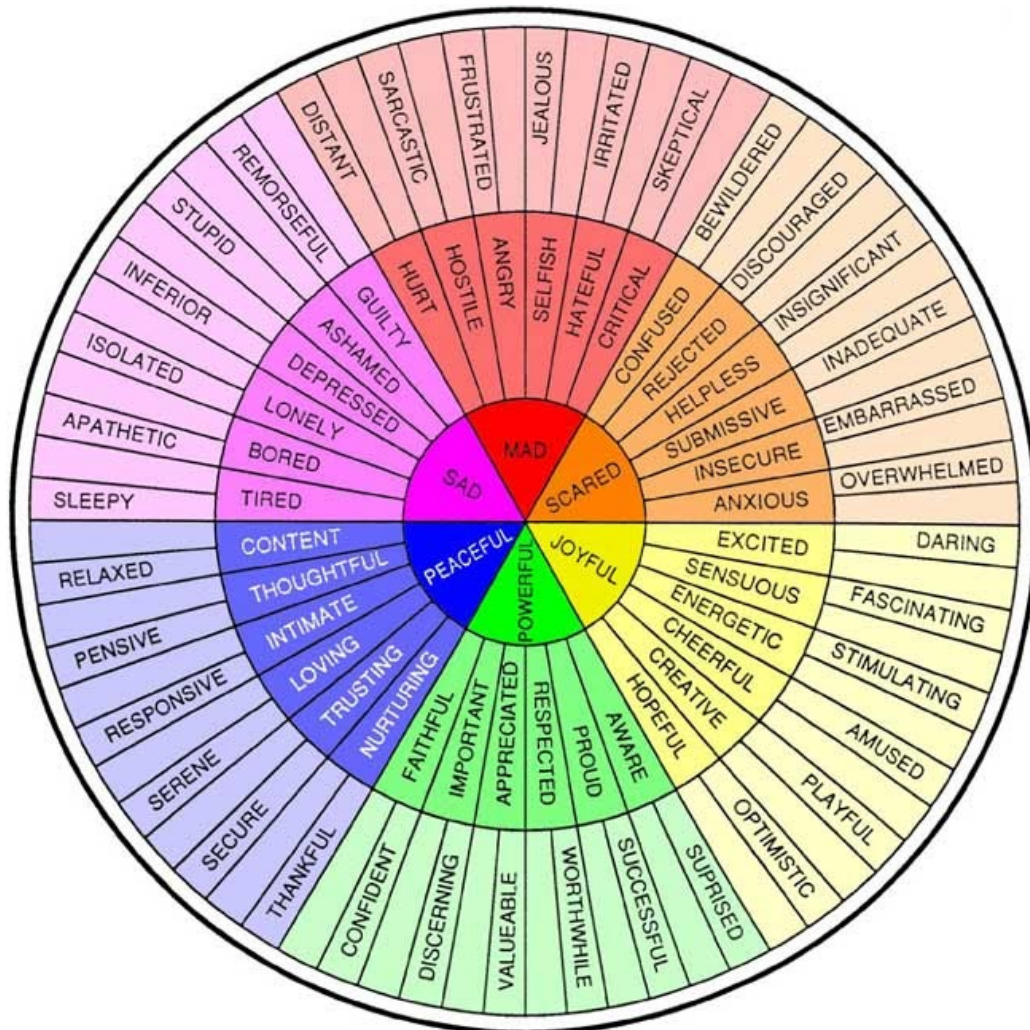 MAD
SCARED
JOYFUL
POWERFUL
PEACEFUL
SAD
HURT
HOSTILE
ANGRY
SELFISH
HATEFUL
CRITICAL
CONFUSED
REJECTED
HELPLESS
SUBMISSIVE
INSECURE
ANXIOUS
EXCITED
SENSUOUS
ENERGETIC
CHEERFUL
CREATIVE
HOPEFUL
AWARE
PROUD
RESPECTED
APPRECIATED
IMPORTANT
FAITHFUL
NURTURING
TRUSTING
LOVING
INTIMATE
THOUGHTFUL
CONTENT
TIRED
BORED
LONELY
DEPRESSED
ASHAMED
GUILTY
DISTANT
SARCASTIC
FRUSTRATED
JEALOUS
IRRITATED
SKEPTICAL
BEWILDERED
DISCOURAGED
INSIGNIFICANT
INADEQUATE
EMBARRASSED
OVERWHELMED
DARING
FASCINATING
STIMULATING
AMUSED
PLAYFUL
OPTIMISTIC
SUPRISED
SUCCESSFUL
WORTHWHILE
VALUEABLE
DISCERNING
CONFIDENT
THANKFUL
SECURE
SERENE
RESPONSIVE
PENSIVE
RELAXED
SLEEPY
APATHETIC
ISOLATED
INFERIOR
STUPID
REMORSEFUL